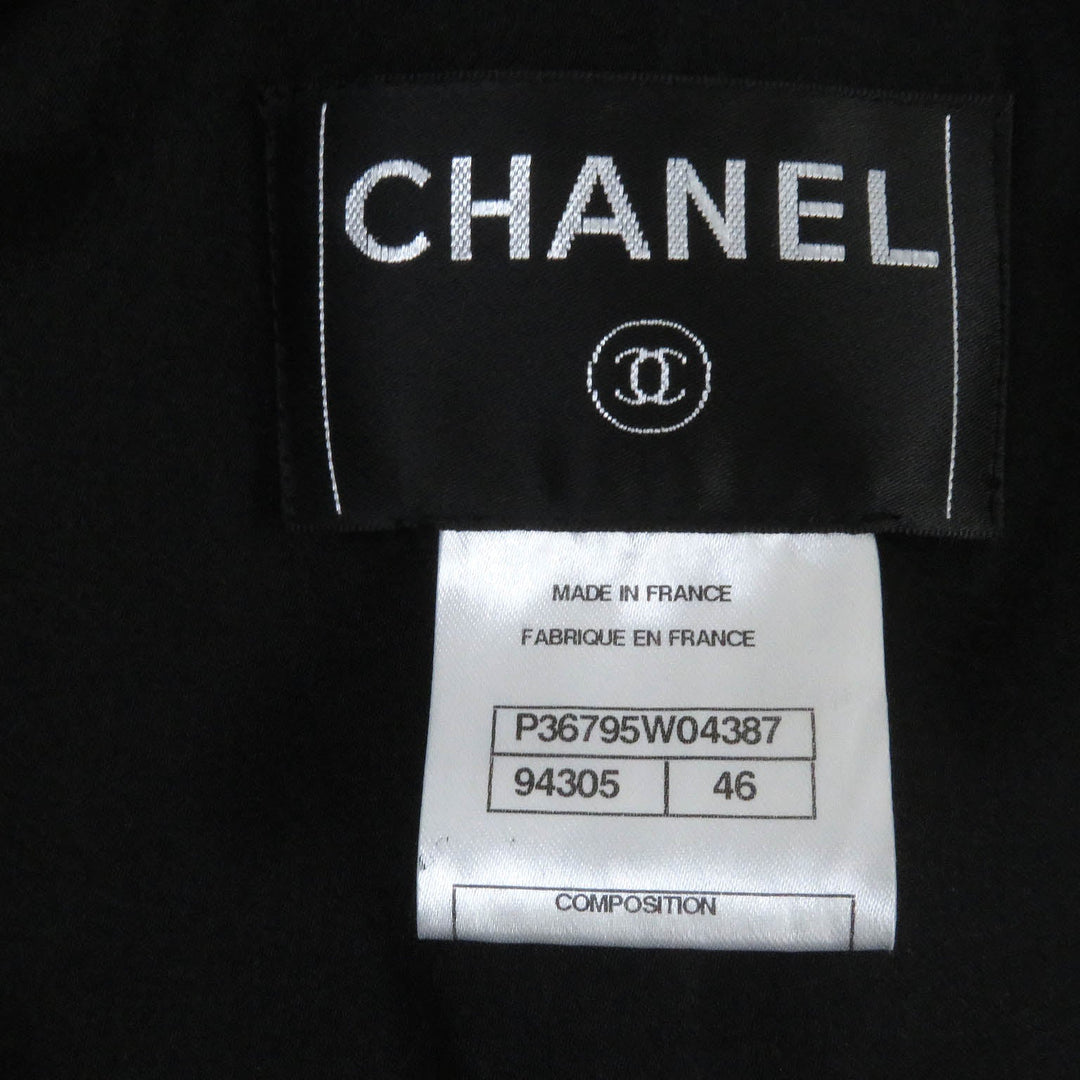 CHANEL
MADE IN FRANCE
FABRIQUE EN FRANCE
P36795W04387
94305 46
COMPOSITION